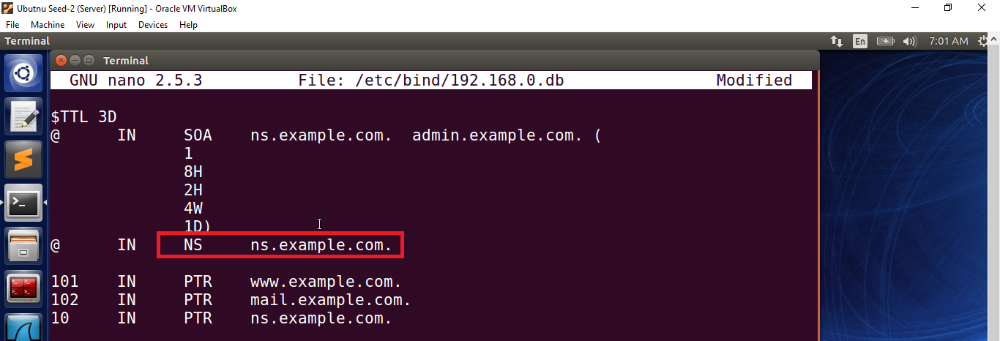 Ubutnu Seed-2 (Server) [Running] - Oracle VM VirtualBox
File Machine View Input Devices Help
Terminal En 7:01 AM
Terminal
GNU nano 2.5.3 File: /etc/bind/192.168.0.db Modified
$TTL 3D
@ IN SOA ns.example.com. admin.example.com. (
1
8H
2H
4W
1D)
@ IN NS ns.example.com.
101 IN PTR www.example.com.
102 IN PTR mail.example.com.
10 IN PTR ns.example.com.